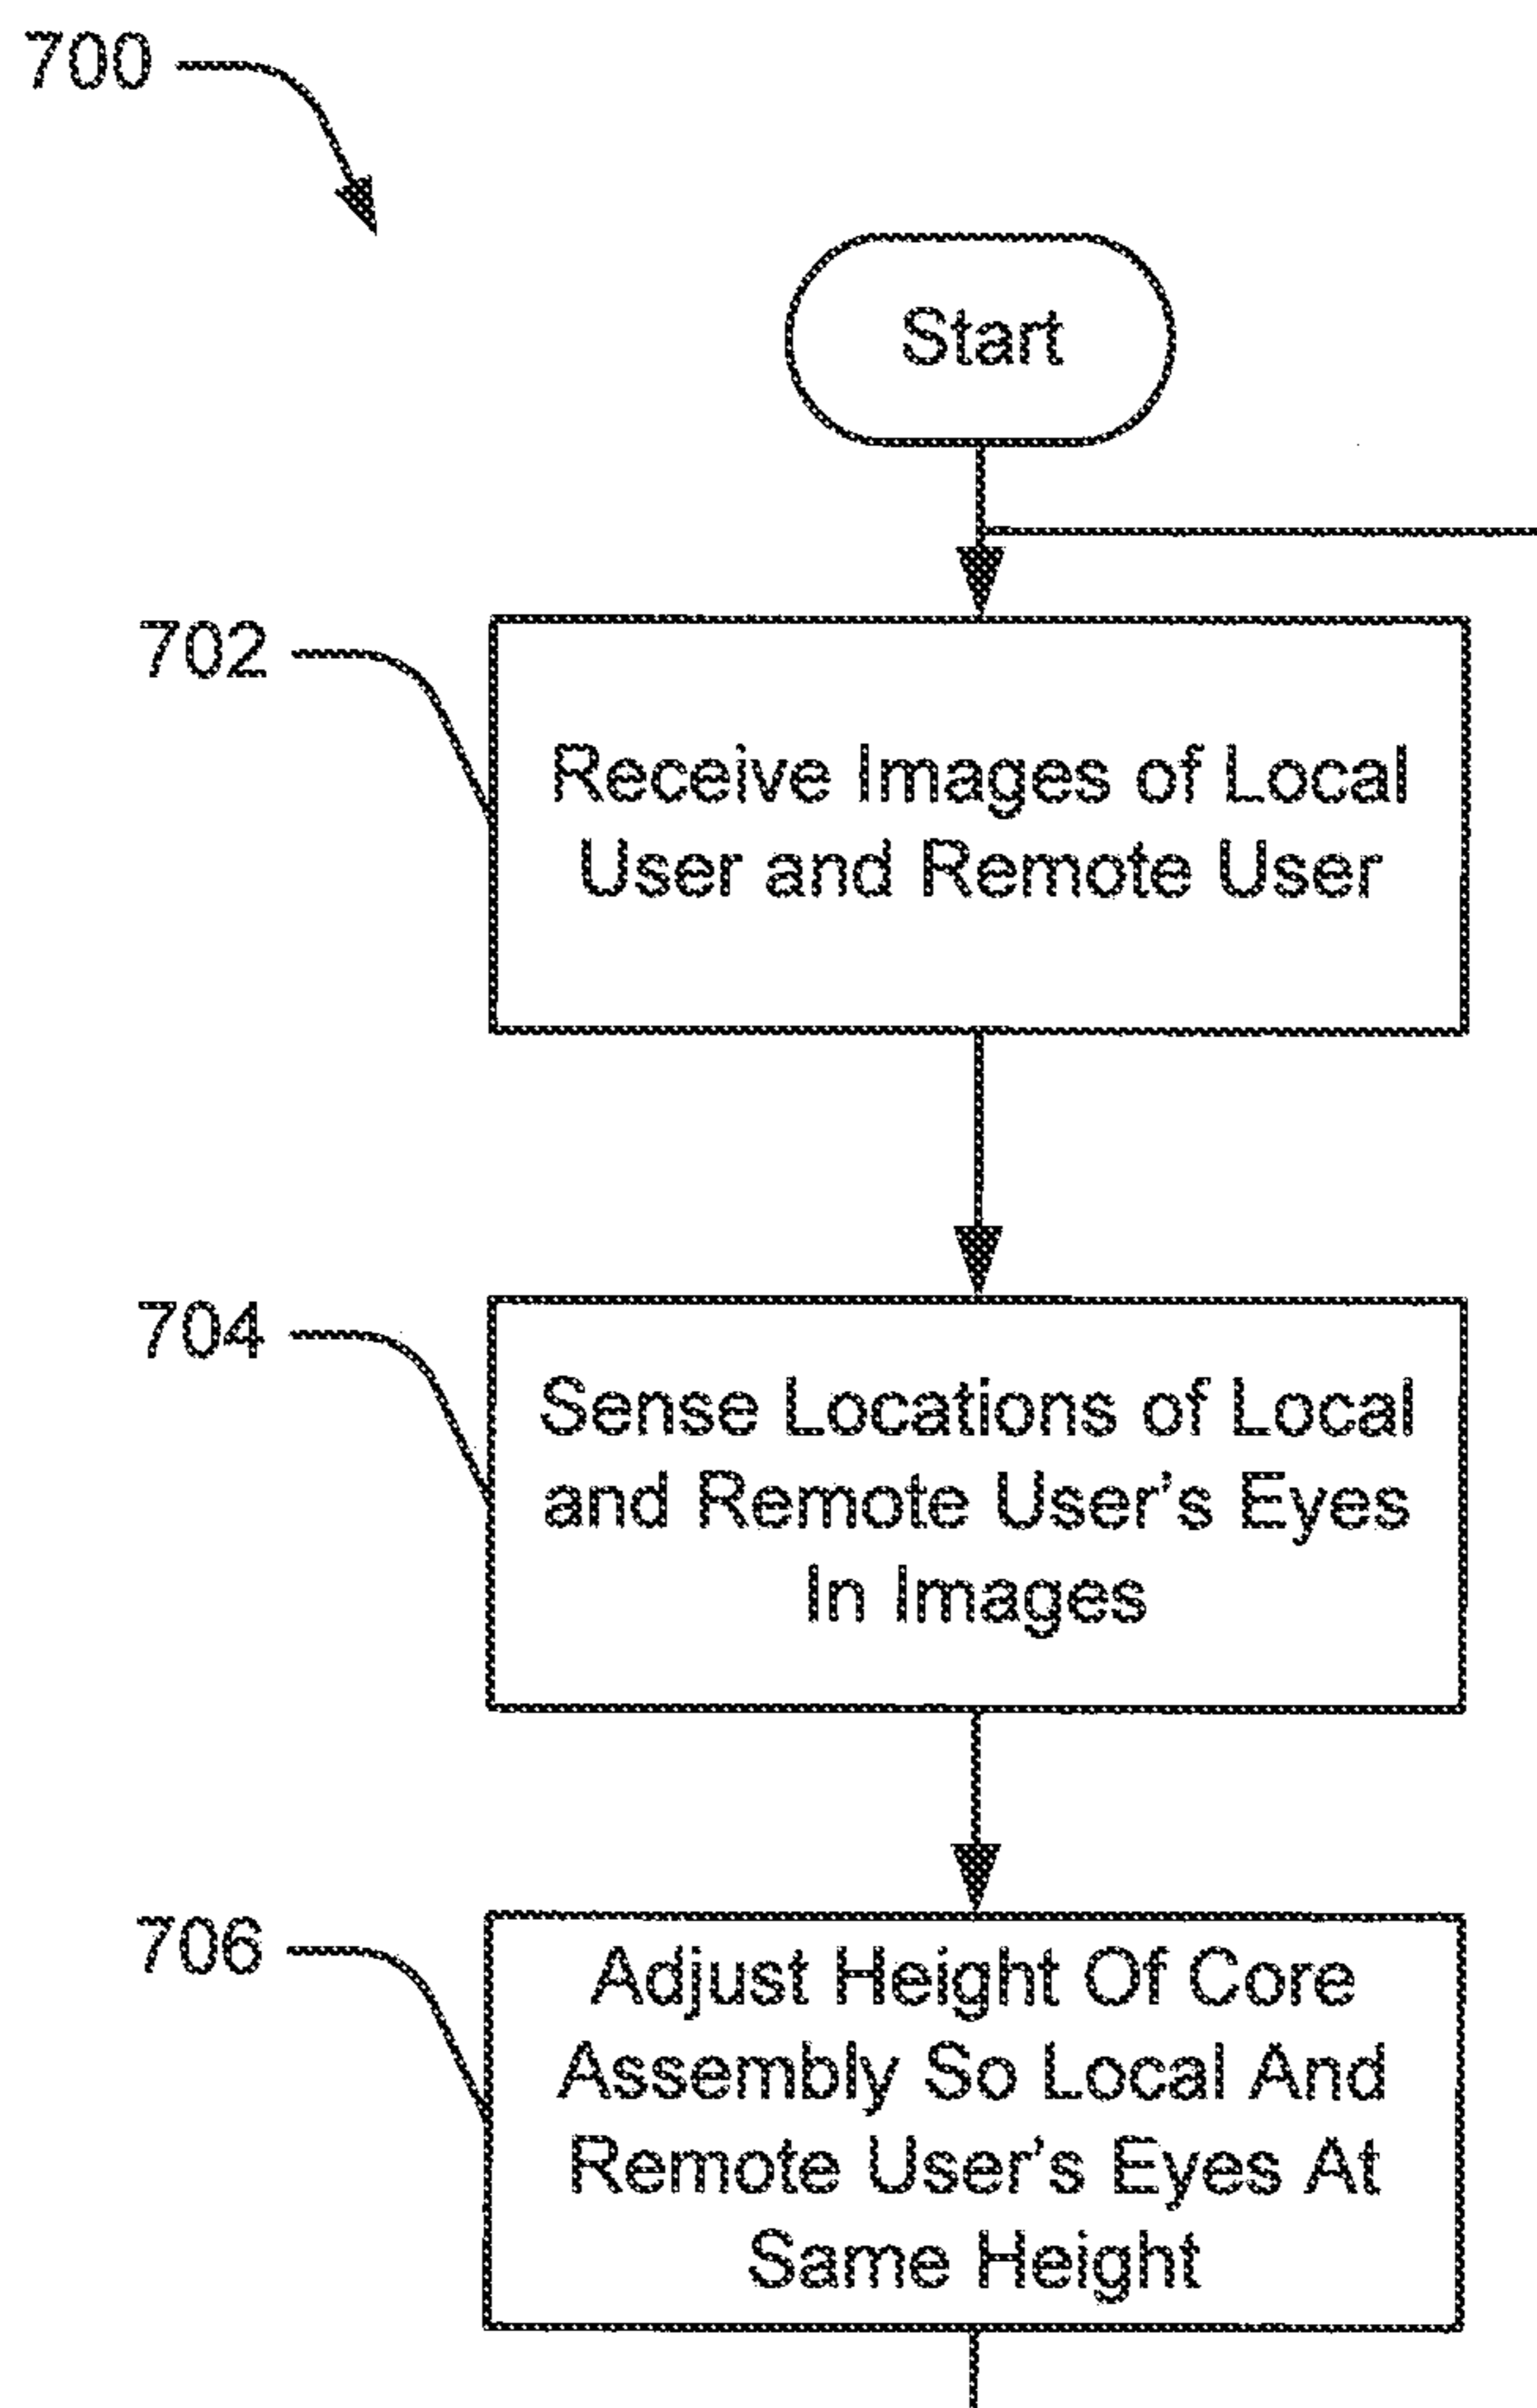 700
Start
702
Receive Images of Local
User and Remote User
704
Sense Locations of Local
and Remote User's Eyes
In Images
706
Adjust Height Of Core
Assembly So Local And
Remote User's Eyes At
Same Height